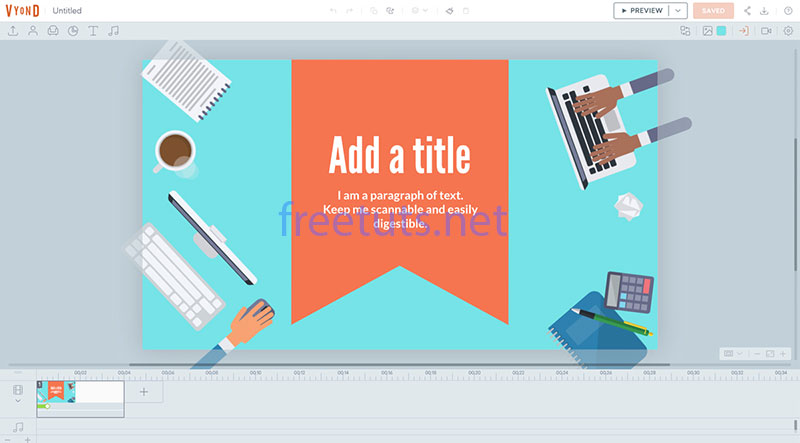 VYOND
Untitled
PREVIEW
SAVED
Add a title
I am a paragraph of text.
Keep me scannable and easily
digestible.
freetuts.net
00;02 00;04 00;06 00;08 00;10 00;12 00;14 00;16 00;18 00;20 00;22 00;24 00;26 00;28 00;30 00;32 00;34
1